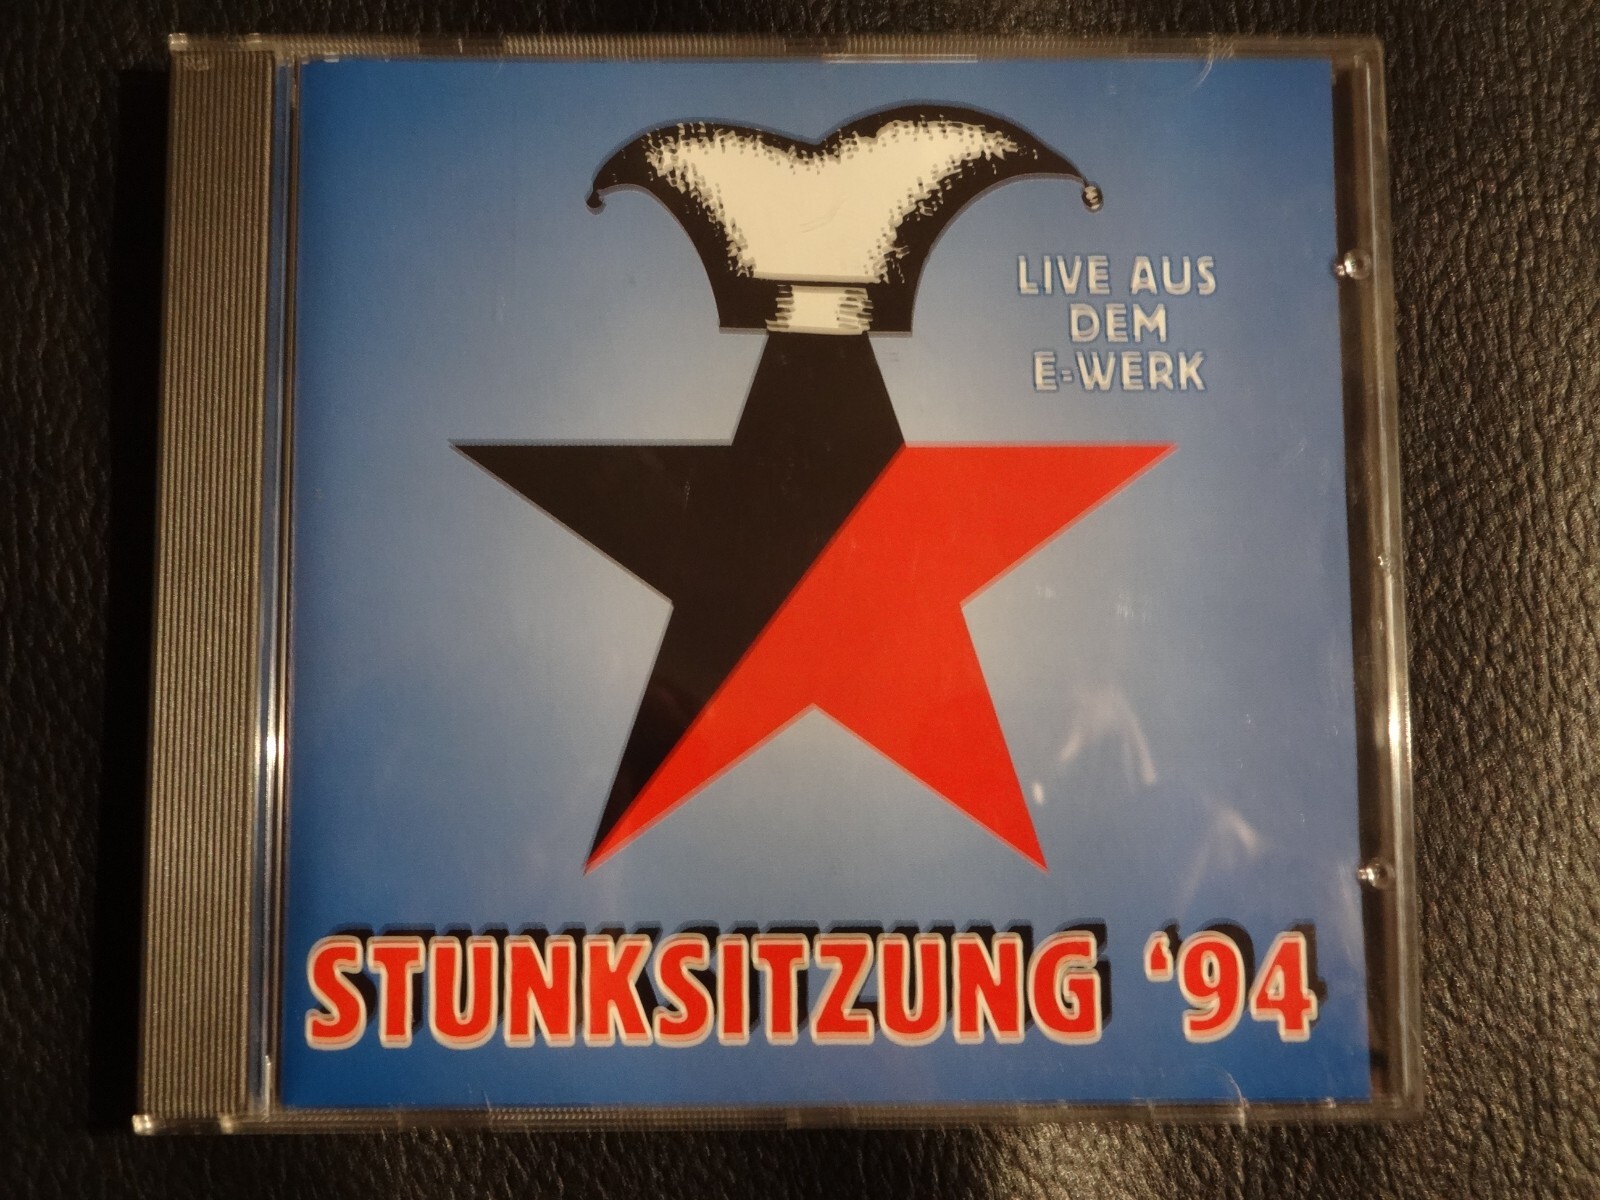 LIVE AUS
DEM
E-WERK
STUNKSITZUNG '94